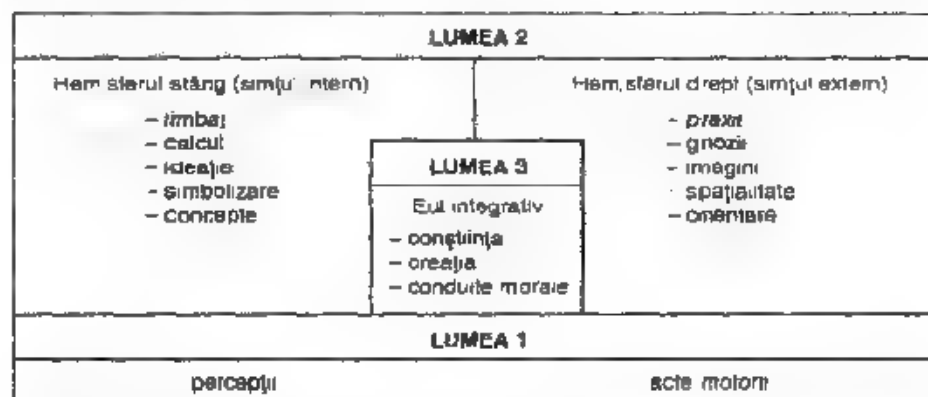 LUMEA 2
Hemisferul stâng (simțul intern)
– limbaj
– calcul
– ideație
– simbolizare
– concepte
Hemisferul drept (simțul extern)
– praxii
– gnozii
– imagini
– spațialitate
– orientare
LUMEA 3
Eul integrativ
– conștiința
– creația
– conduite morale
LUMEA 1
percepții
acte motorii